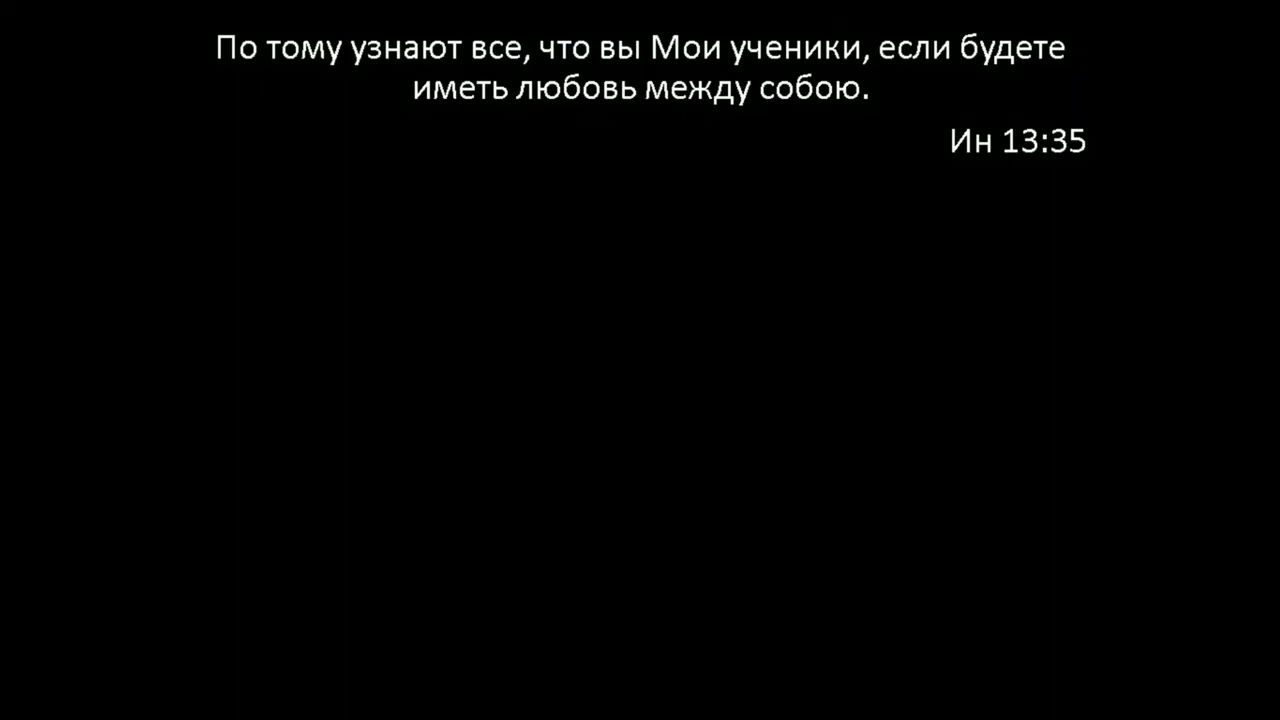 По тому узнают все, что вы Мои ученики, если будете
иметь любовь между собою.
Ин 13:35